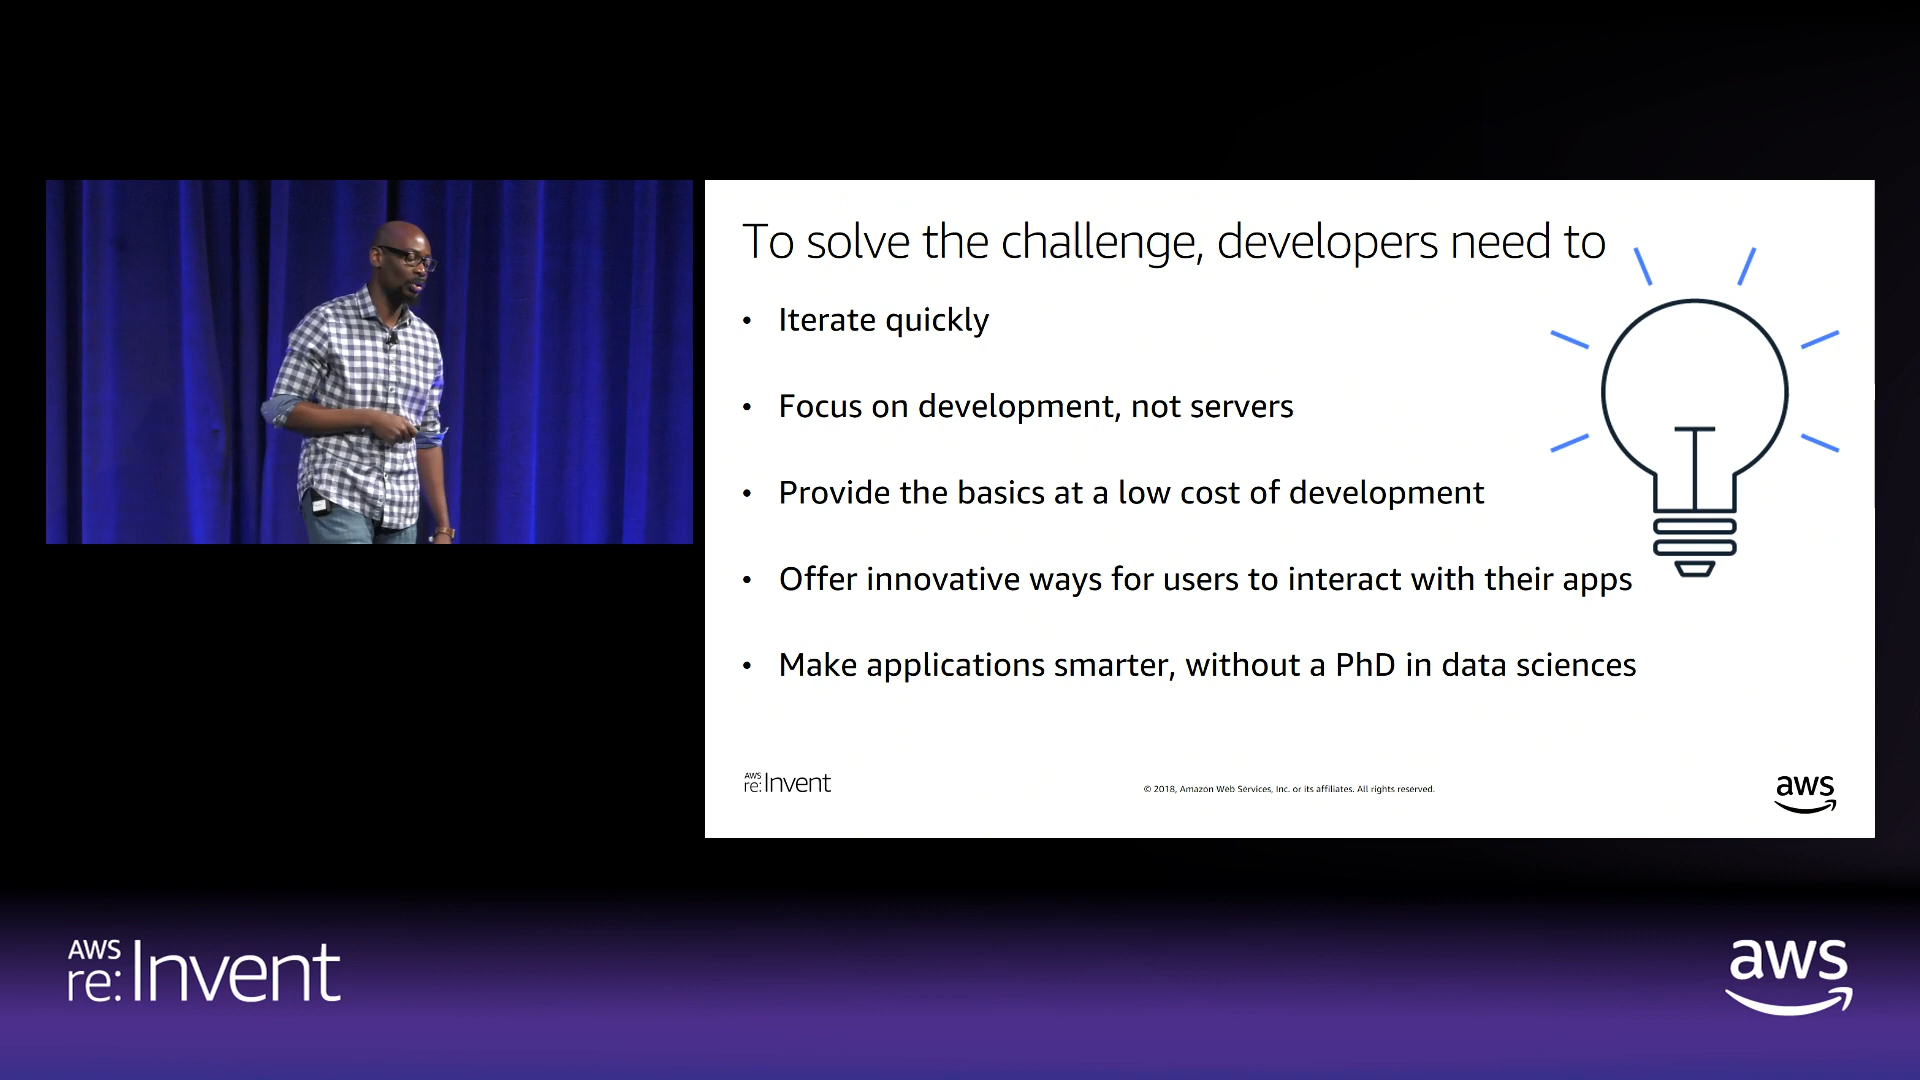 To solve the challenge, developers need to
• Iterate quickly
• Focus on development, not servers
• Provide the basics at a low cost of development
• Offer innovative ways for users to interact with their apps
• Make applications smarter, without a PhD in data sciences
AWS
re:Invent
© 2018, Amazon Web Services, Inc. or its affiliates. All rights reserved.
aws
AWS
re:Invent
aws